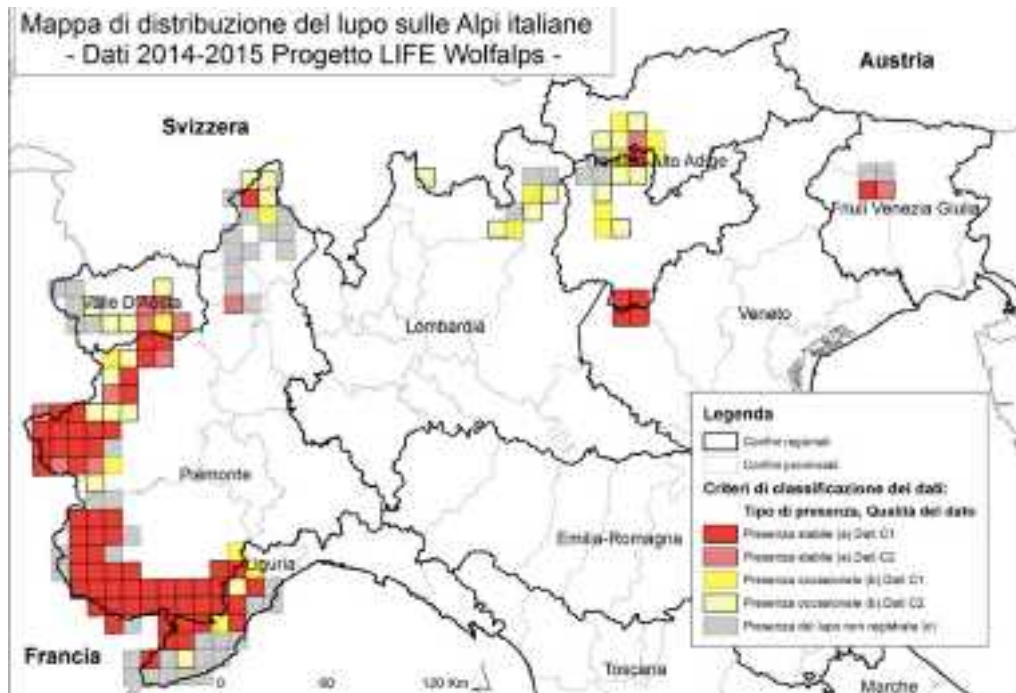 Mappa di distribuzione del lupo sulle Alpi italiane
- Dati 2014-2015 Progetto LIFE Wolfalps -
Austria
Svizzera
Alto Adige
Friuli Venezia Giulia
Valle D'Aosta
Lombardia
Veneto
Piemonte
Emilia-Romagna
Liguria
Francia
0 60 120 Km
Toscana
Marche
Legenda
Confini regionali
Confini provinciali
Criteri di classificazione dei dati:
Tipo di presenza, Qualità del dato
Presenza stabile (a) Dati C1
Presenza stabile (a) Dati C2
Presenza occasionale (b) Dati C1
Presenza occasionale (b) Dati C2
Presenza del lupo non registrata